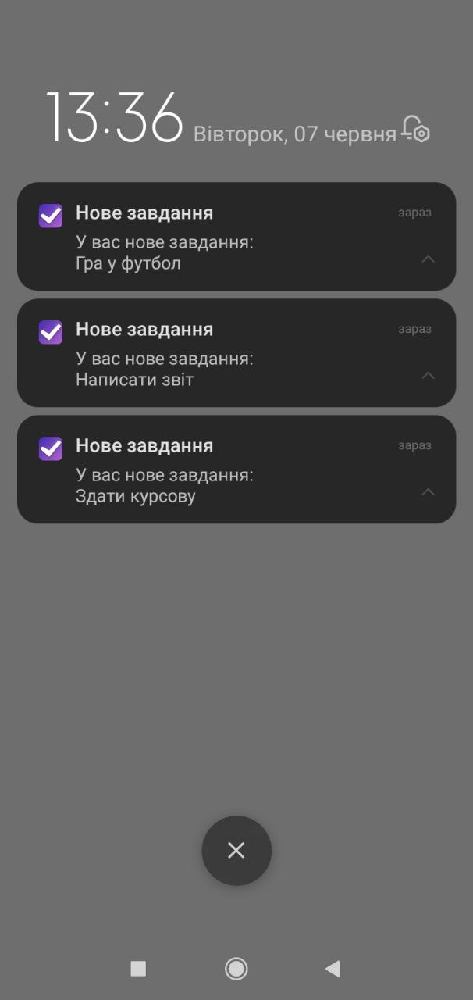 13:36 Вівторок, 07 червня
Нове завдання зараз
У вас нове завдання:
Гра у футбол
Нове завдання зараз
У вас нове завдання:
Написати звіт
Нове завдання зараз
У вас нове завдання:
Здати курсову